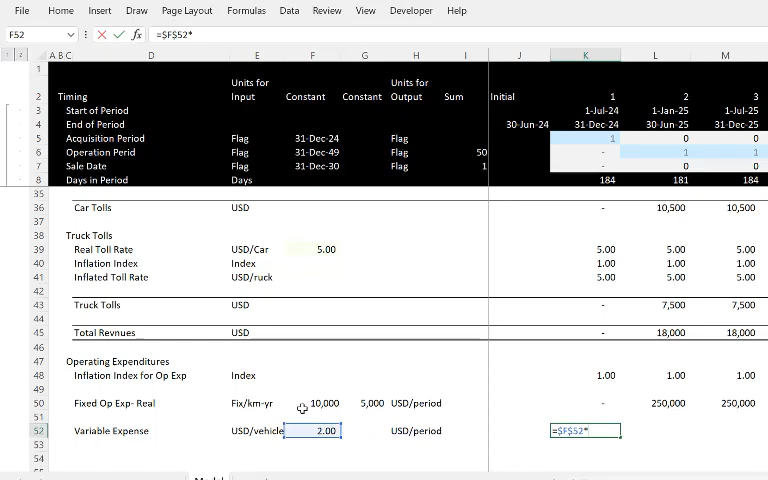 File Home Insert Draw Page Layout Formulas Data Review View Developer Help
F52 fx =$F$52*
1 2 A B C D E F G H I J K L M
1
Units for Units for
2 Timing Input Constant Constant Output Sum Initial 1 2 3
3 Start of Period 1-Jul-24 1-Jan-25 1-Jul-25
4 End of Period 30-Jun-24 31-Dec-24 30-Jun-25 31-Dec-25
5 Acquisition Period Flag 31-Dec-24 Flag 1 0 0
6 Operation Perid Flag 31-Dec-49 Flag 50 - 1 1
7 Sale Date Flag 31-Dec-30 Flag 1 - 0 0
8 Days in Period Days 184 181 184
35
36 Car Tolls USD - 10,500 10,500
37
38 Truck Tolls
39 Real Toll Rate USD/Car 5.00 5.00 5.00 5.00
40 Inflation Index Index 1.00 1.00 1.00
41 Inflated Toll Rate USD/ruck 5.00 5.00 5.00
42
43 Truck Tolls USD - 7,500 7,500
44
45 Total Revnues USD - 18,000 18,000
46
47 Operating Expenditures
48 Inflation Index for Op Exp Index 1.00 1.00 1.00
49
50 Fixed Op Exp- Real Fix/km-yr 10,000 5,000 USD/period - 250,000 250,000
51
52 Variable Expense USD/vehicle 2.00 USD/period =$F$52*
53
54